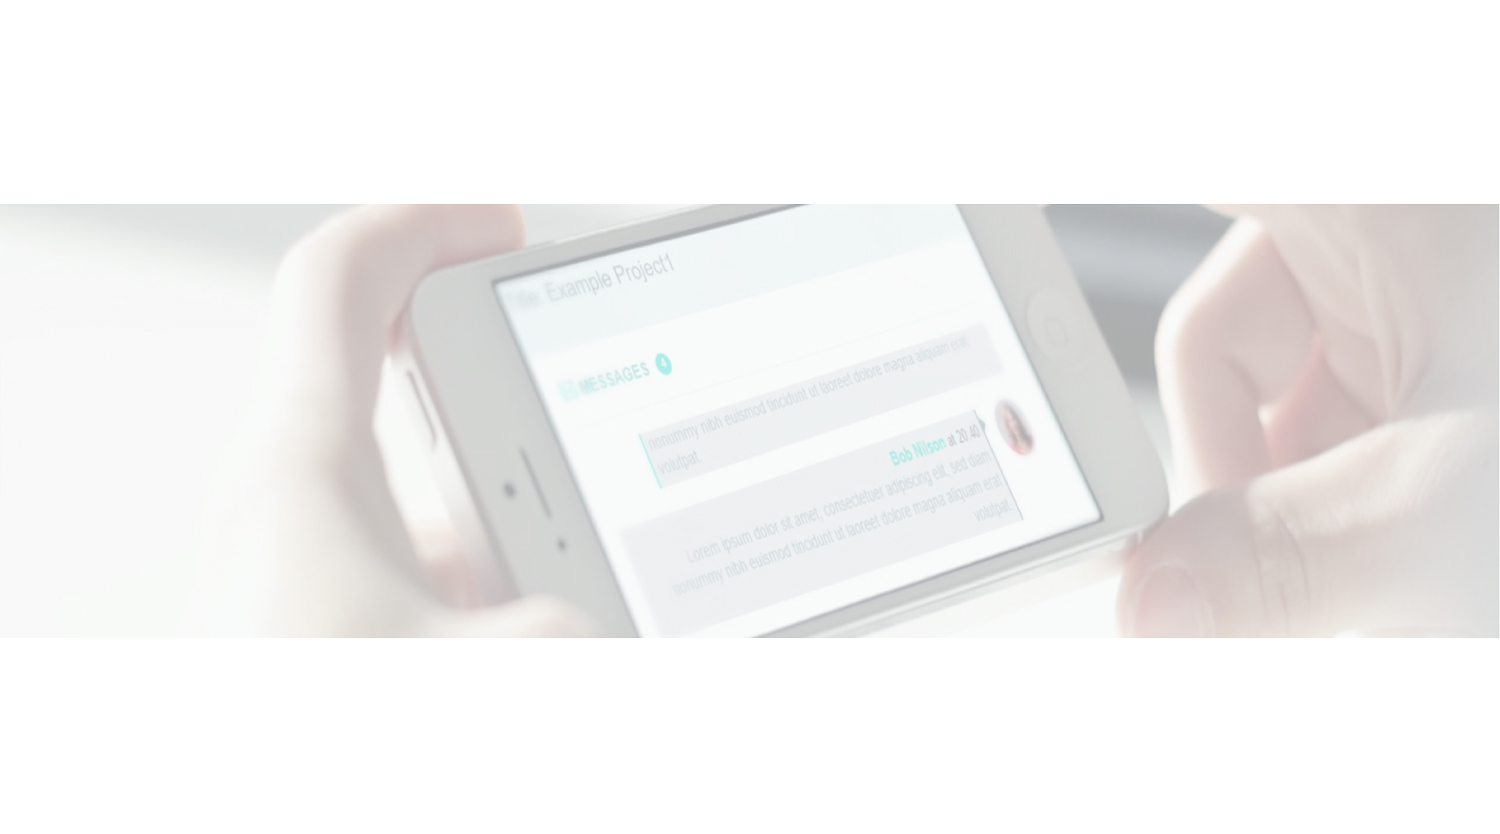 Title: Example Project1
MESSAGES 4
nonummy nibh euismod tincidunt ut laoreet dolore magna aliquam erat
volutpat.
Bob Nilson at 20:40
Lorem ipsum dolor sit amet, consectetuer adipiscing elit, sed diam
nonummy nibh euismod tincidunt ut laoreet dolore magna aliquam erat
volutpat.